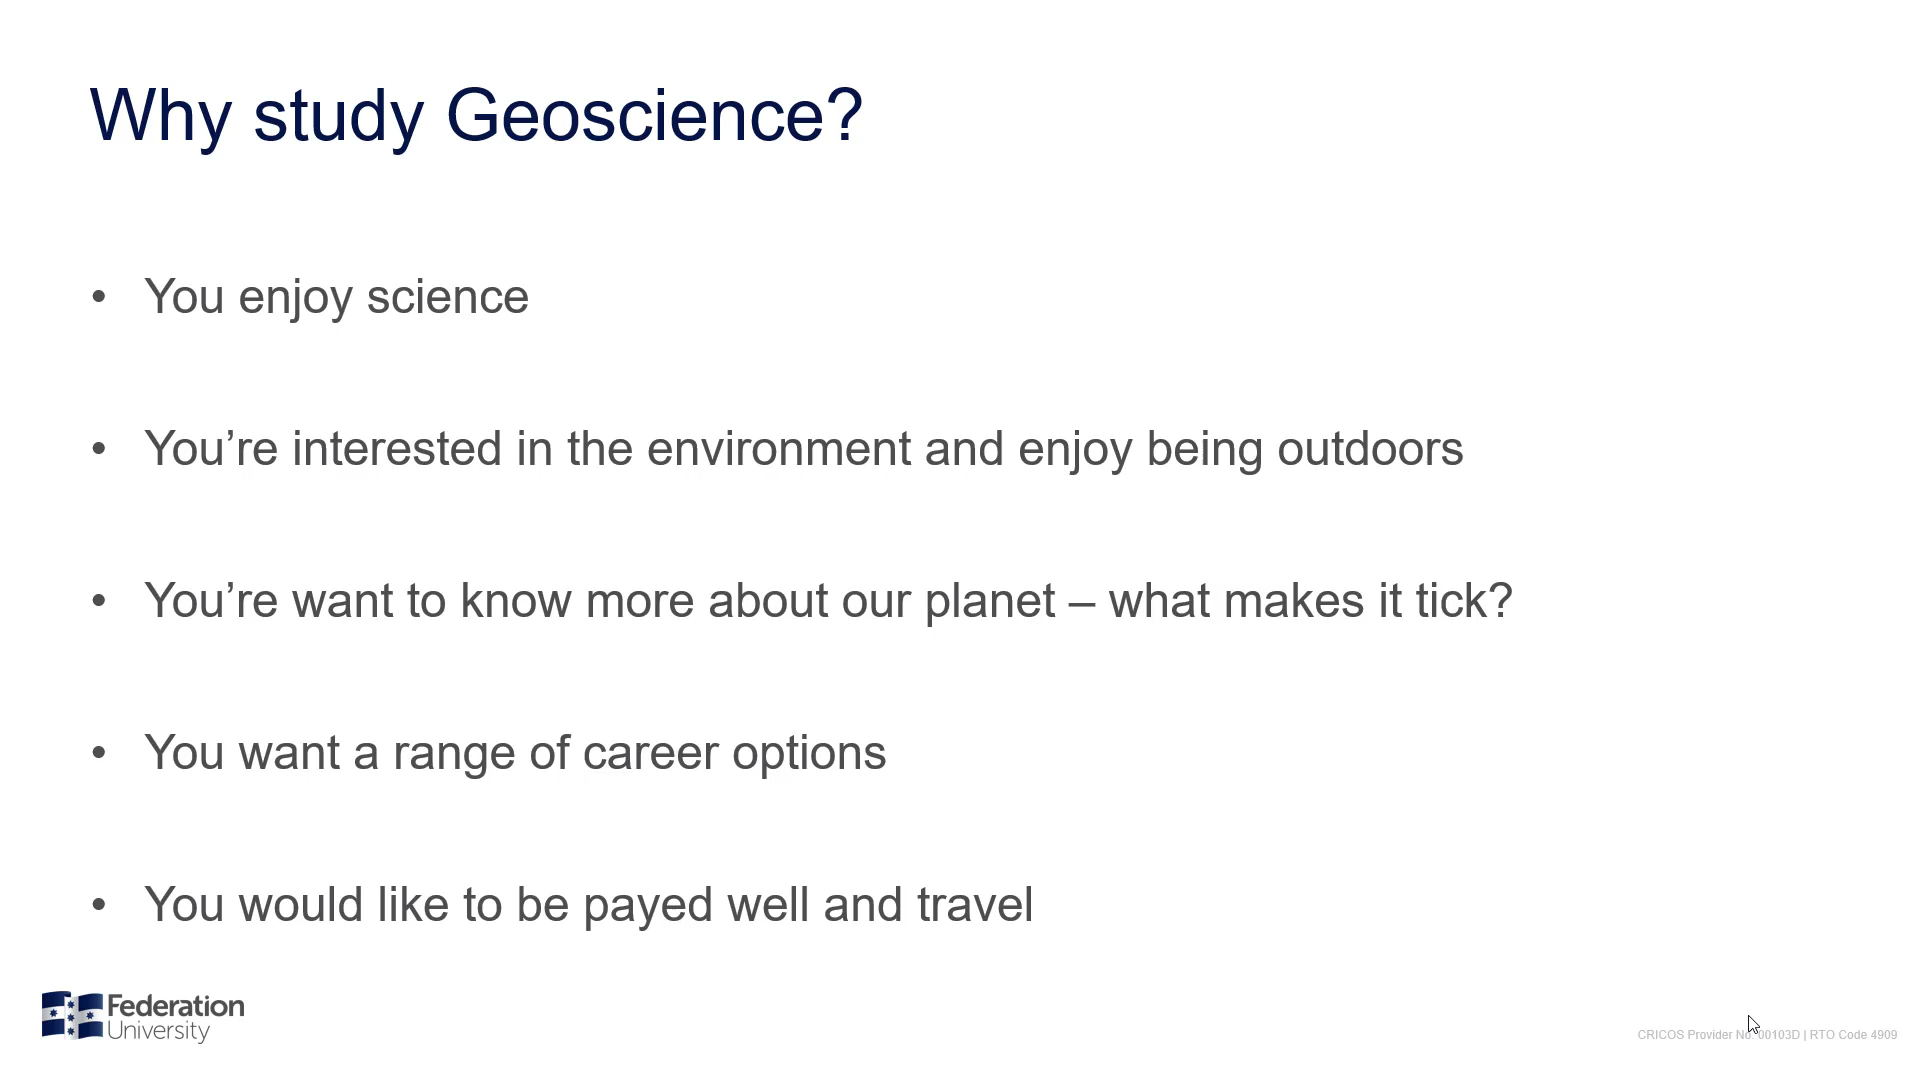 Why study Geoscience?
• You enjoy science
• You’re interested in the environment and enjoy being outdoors
• You’re want to know more about our planet – what makes it tick?
• You want a range of career options
• You would like to be payed well and travel
Federation
University
CRICOS Provider No. 00103D | RTO Code 4909